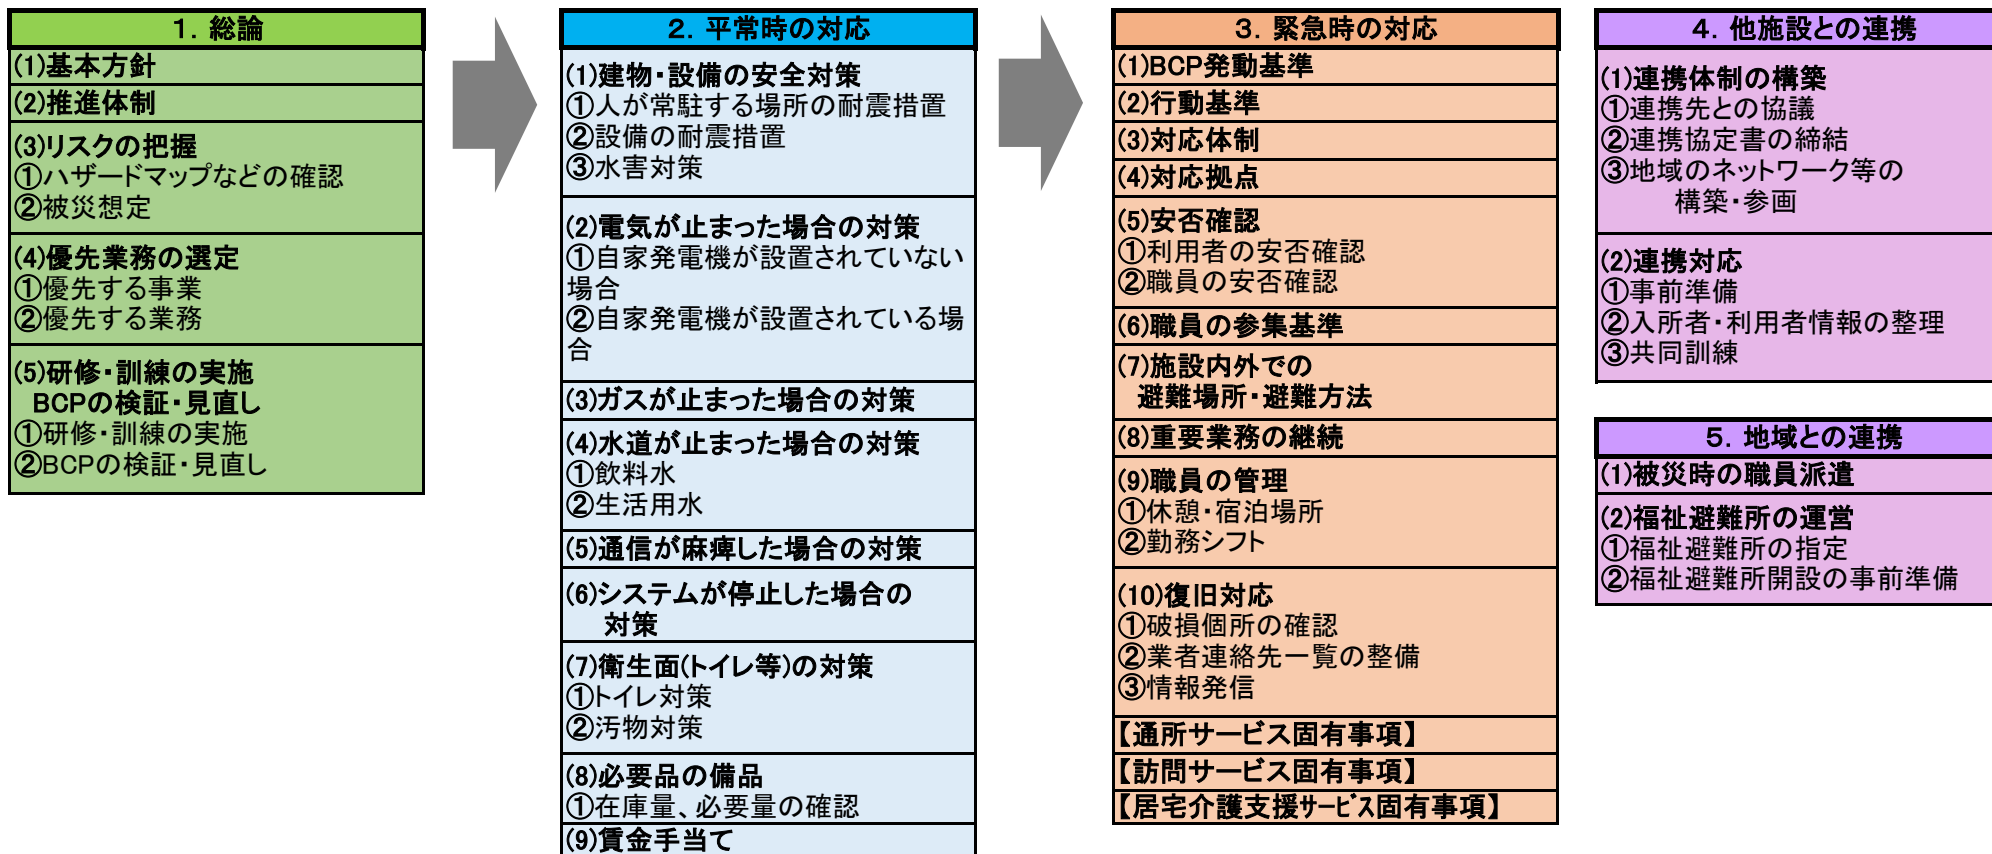 1．総論
(1)基本方針
(2)推進体制
(3)リスクの把握
①ハザードマップなどの確認
②被災想定
(4)優先業務の選定
①優先する事業
②優先する業務
(5)研修・訓練の実施
BCPの検証・見直し
①研修・訓練の実施
②BCPの検証・見直し
2．平常時の対応
(1)建物・設備の安全対策
①人が常駐する場所の耐震措置
②設備の耐震措置
③水害対策
(2)電気が止まった場合の対策
①自家発電機が設置されていない
場合
②自家発電機が設置されている場
合
(3)ガスが止まった場合の対策
(4)水道が止まった場合の対策
①飲料水
②生活用水
(5)通信が麻痺した場合の対策
(6)システムが停止した場合の
対策
(7)衛生面(トイレ等)の対策
①トイレ対策
②汚物対策
(8)必要品の備品
①在庫量、必要量の確認
(9)賃金手当て
3．緊急時の対応
(1)BCP発動基準
(2)行動基準
(3)対応体制
(4)対応拠点
(5)安否確認
①利用者の安否確認
②職員の安否確認
(6)職員の参集基準
(7)施設内外での
避難場所・避難方法
(8)重要業務の継続
(9)職員の管理
①休憩・宿泊場所
②勤務シフト
(10)復旧対応
①破損個所の確認
②業者連絡先一覧の整備
③情報発信
【通所サービス固有事項】
【訪問サービス固有事項】
【居宅介護支援サービス固有事項】
4．他施設との連携
(1)連携体制の構築
①連携先との協議
②連携協定書の締結
③地域のネットワーク等の
構築・参画
(2)連携対応
①事前準備
②入所者・利用者情報の整理
③共同訓練
5．地域との連携
(1)被災時の職員派遣
(2)福祉避難所の運営
①福祉避難所の指定
②福祉避難所開設の事前準備